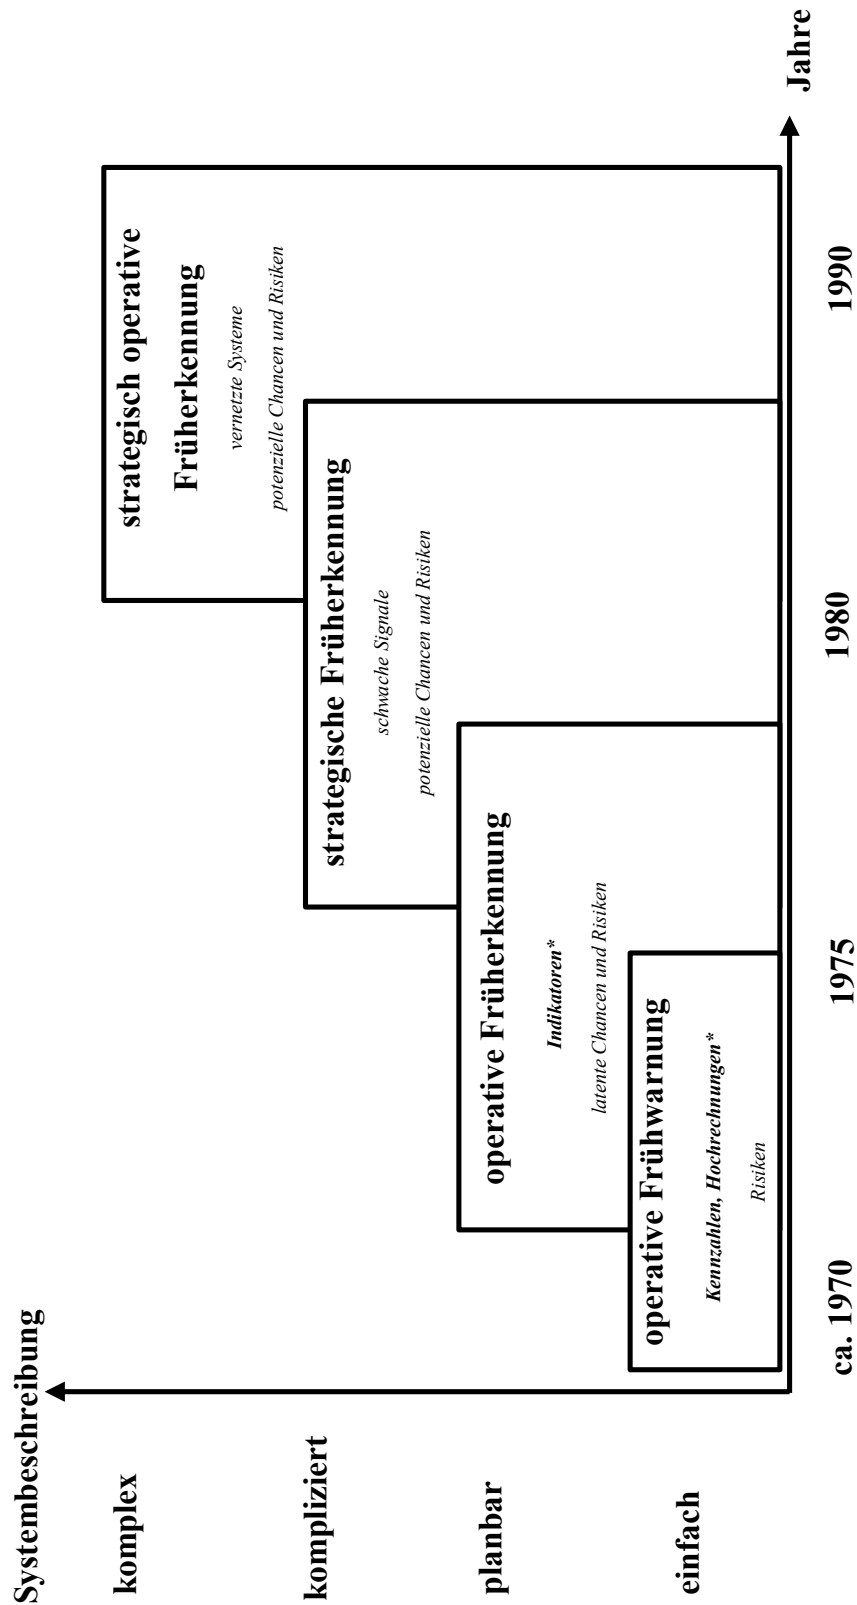 Systembeschreibung
komplex
strategisch operative
Früherkennung
vernetzte Systeme
potenzielle Chancen und Risiken
kompliziert
strategische Früherkennung
schwache Signale
potenzielle Chancen und Risiken
planbar
operative Früherkennung
Indikatoren*
latente Chancen und Risiken
einfach
operative Frühwarnung
Kennzahlen, Hochrechnungen*
Risiken
ca. 1970
1975
1980
1990
Jahre